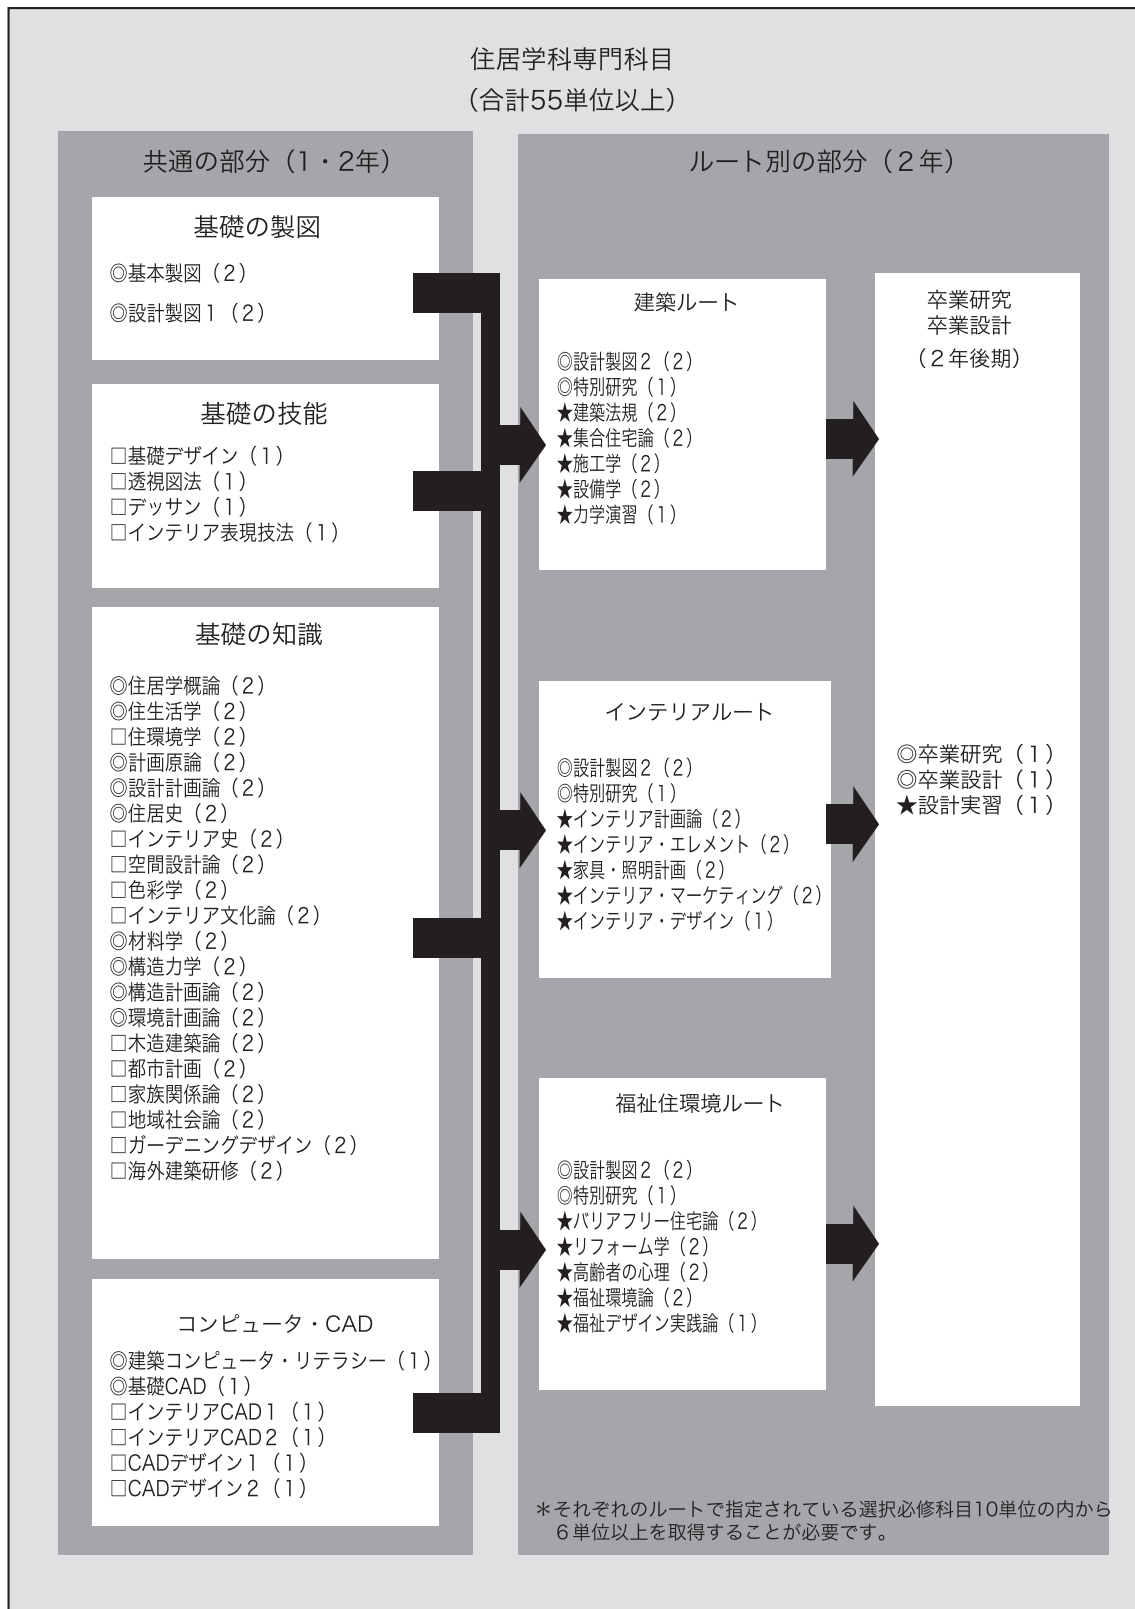 住居学科専門科目
（合計55単位以上）
共通の部分（1・2年）
基礎の製図
◎基本製図（２）
◎設計製図１（２）
基礎の技能
□基礎デザイン（１）
□透視図法（１）
□デッサン（１）
□インテリア表現技法（１）
基礎の知識
◎住居学概論（２）
◎住生活学（２）
□住環境学（２）
◎計画原論（２）
◎設計計画論（２）
◎住居史（２）
□インテリア史（２）
□空間設計論（２）
□色彩学（２）
□インテリア文化論（２）
◎材料学（２）
◎構造力学（２）
◎構造計画論（２）
◎環境計画論（２）
□木造建築論（２）
□都市計画（２）
□家族関係論（２）
□地域社会論（２）
□ガーデニングデザイン（２）
□海外建築研修（２）
コンピュータ・CAD
◎建築コンピュータ・リテラシー（１）
◎基礎CAD（１）
□インテリアCAD１（１）
□インテリアCAD２（１）
□CADデザイン１（１）
□CADデザイン２（１）
ルート別の部分（２年）
建築ルート
◎設計製図２（２）
◎特別研究（１）
★建築法規（２）
★集合住宅論（２）
★施工学（２）
★設備学（２）
★力学演習（１）
インテリアルート
◎設計製図２（２）
◎特別研究（１）
★インテリア計画論（２）
★インテリア・エレメント（２）
★家具・照明計画（２）
★インテリア・マーケティング（２）
★インテリア・デザイン（１）
福祉住環境ルート
◎設計製図２（２）
◎特別研究（１）
★バリアフリー住宅論（２）
★リフォーム学（２）
★高齢者の心理（２）
★福祉環境論（２）
★福祉デザイン実践論（１）
卒業研究
卒業設計
（２年後期）
◎卒業研究（１）
◎卒業設計（１）
★設計実習（１）
＊それぞれのルートで指定されている選択必修科目10単位の内から
６単位以上を取得することが必要です。